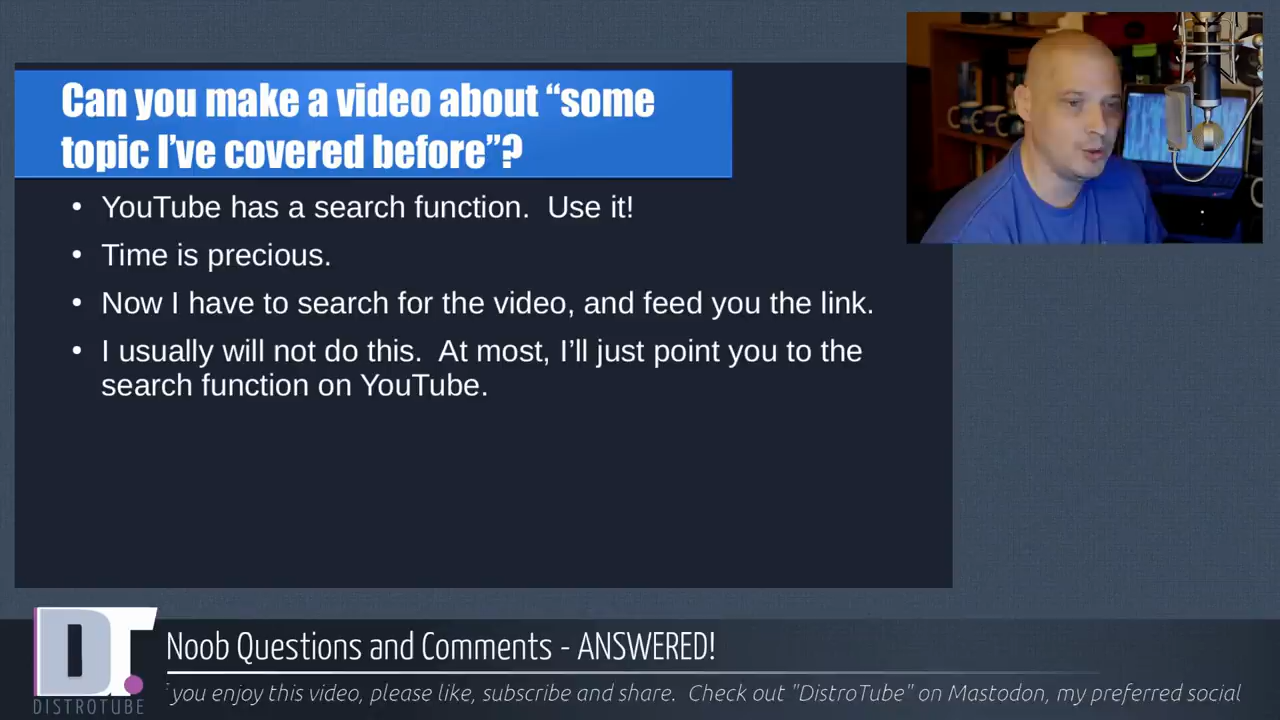 Can you make a video about “some
topic I’ve covered before”?
• YouTube has a search function.  Use it!
• Time is precious.
• Now I have to search for the video, and feed you the link.
• I usually will not do this.  At most, I’ll just point you to the
search function on YouTube.
DT.
DISTROTUBE
Noob Questions and Comments - ANSWERED!
you enjoy this video, please like, subscribe and share.  Check out "DistroTube" on Mastodon, my preferred social